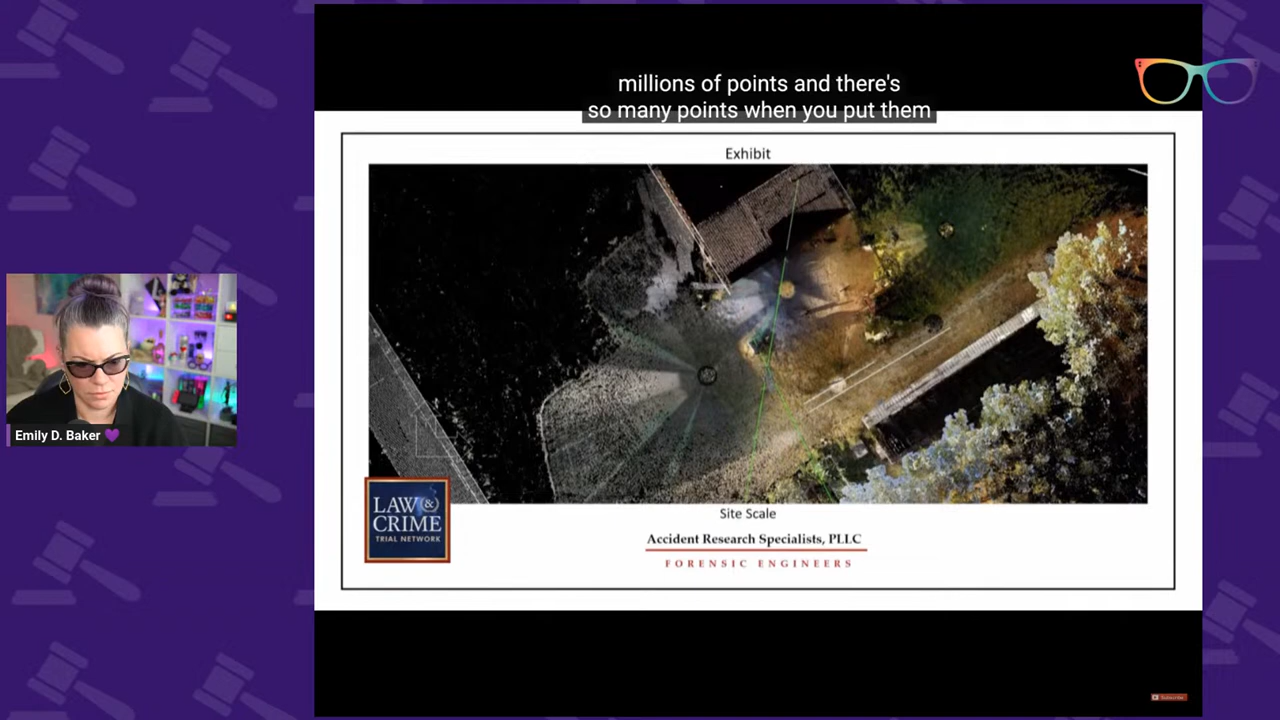 millions of points and there's
so many points when you put them
Exhibit
Emily D. Baker 💜
LAW &
CRIME
TRIAL NETWORK
Site Scale
Accident Research Specialists, PLLC
FORENSIC ENGINEERS
Subscribe